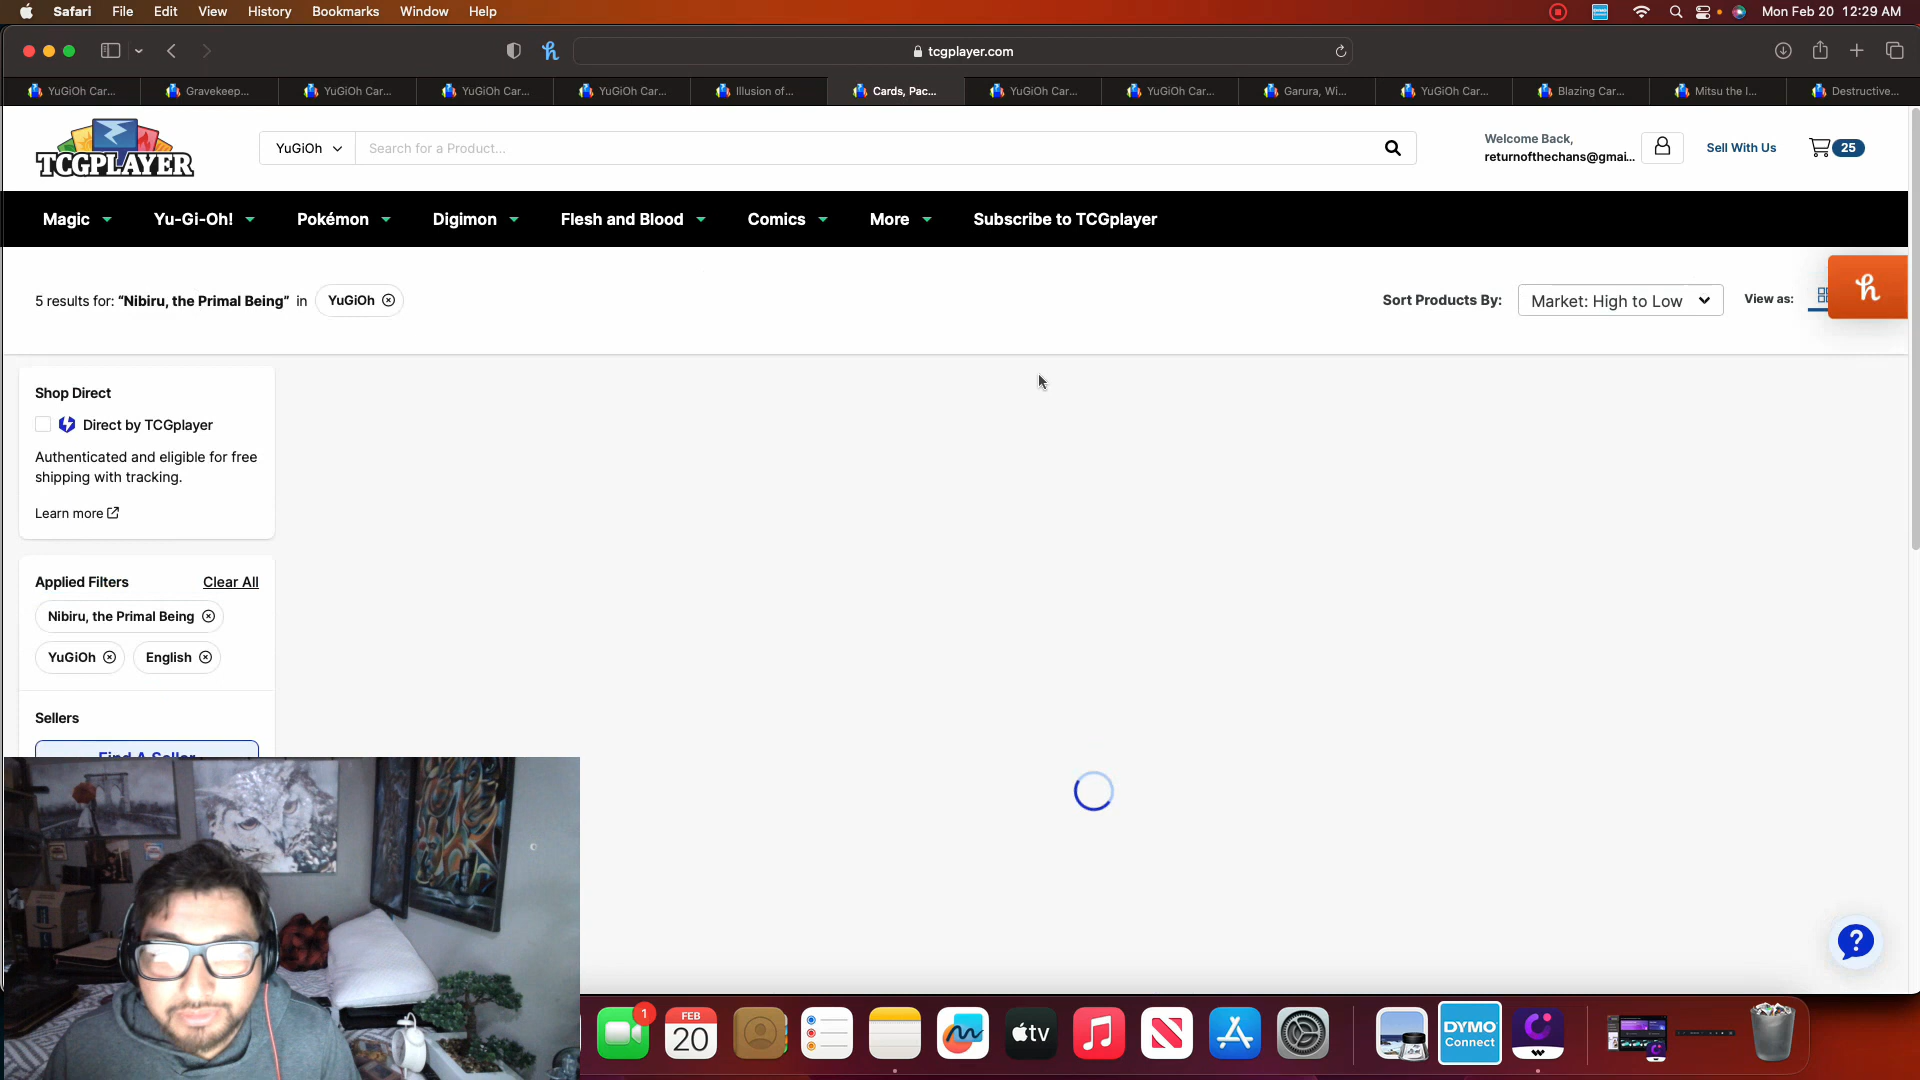 Safari File Edit View History Bookmarks Window Help
Mon Feb 20 12:29 AM
tcgplayer.com
YuGiOh Car... Gravekeep... YuGiOh Car... YuGiOh Car... YuGiOh Car... Illusion of... Cards, Pac... YuGiOh Car... YuGiOh Car... Garura, Wi... YuGiOh Car... Blazing Car... Mitsu the I... Destructive...
TCGPLAYER
YuGiOh
Search for a Product...
Welcome Back,
returnofthechans@gmai...
Sell With Us
25
Magic Yu-Gi-Oh! Pokémon Digimon Flesh and Blood Comics More Subscribe to TCGplayer
5 results for: "Nibiru, the Primal Being" in YuGiOh
Sort Products By: Market: High to Low View as:
Shop Direct
Direct by TCGplayer
Authenticated and eligible for free
shipping with tracking.
Learn more
Applied Filters Clear All
Nibiru, the Primal Being
YuGiOh English
Sellers
Find A Seller
1
FEB
20
tv
DYMO
Connect